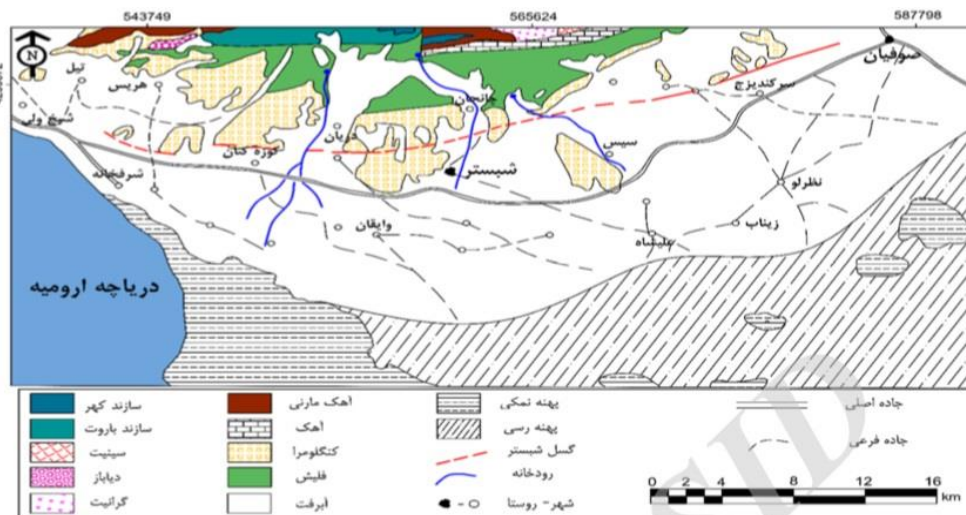 543749 565624 587798
N
صوفیان
تیل
هریس
سرکندیزج
جانجان
شیخ ولی
دریان
کوزه کنان
سیس
شبستر
شرفخانه
نظرلو
وایقان
زیناب
علیشاه
دریاچه ارومیه
سازند کهر
آهک مارنی
پهنه نمکی
جاده اصلی
سازند باروت
آهک
پهنه رسی
جاده فرعی
سینیت
کنگلومرا
گسل شبستر
دیاباز
فلیش
رودخانه
گرانیت
آبرفت
شهر - روستا
0 2 4 8 12 16
km
SID